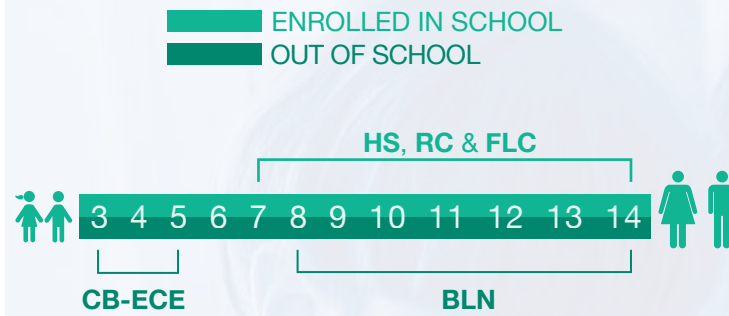 ENROLLED IN SCHOOL
OUT OF SCHOOL
HS, RC & FLC
3 4 5 6 7 8 9 10 11 12 13 14
CB-ECE BLN